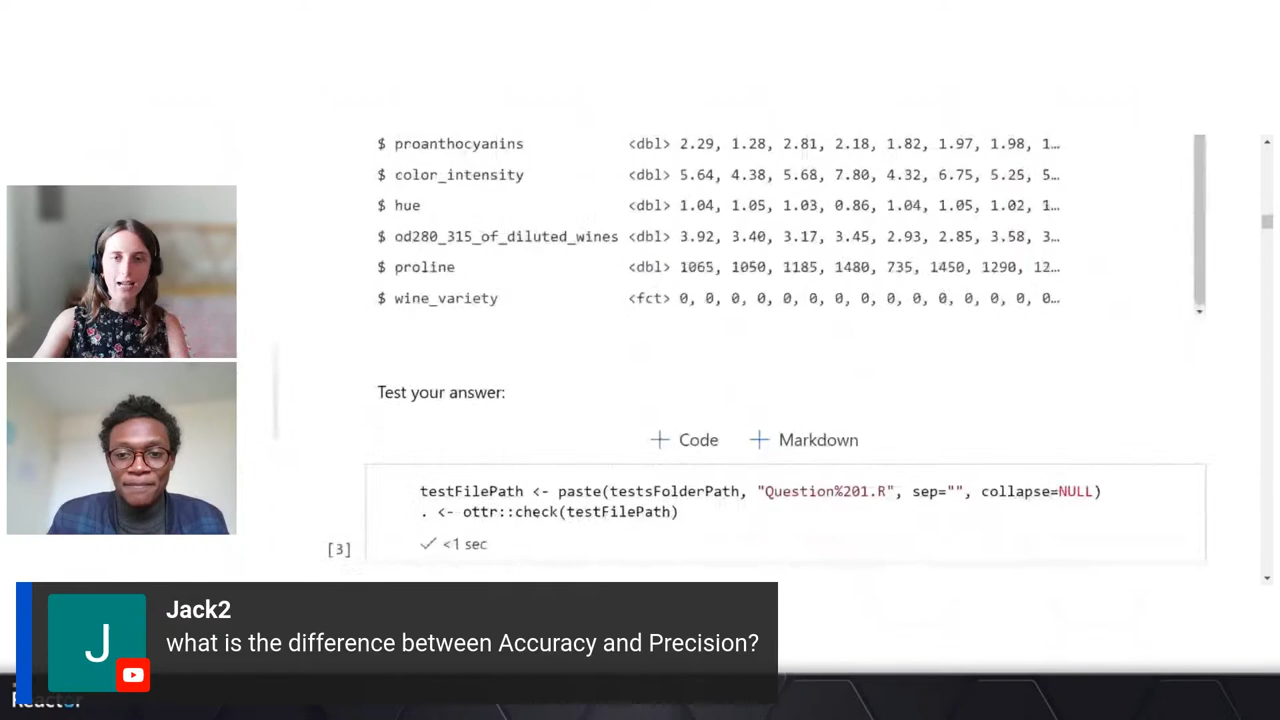 $ proanthocyanins <dbl> 2.29, 1.28, 2.81, 2.18, 1.82, 1.97, 1.98, 1…
$ color_intensity <dbl> 5.64, 4.38, 5.68, 7.80, 4.32, 6.75, 5.25, 5…
$ hue <dbl> 1.04, 1.05, 1.03, 0.86, 1.04, 1.05, 1.02, 1…
$ od280_315_of_diluted_wines <dbl> 3.92, 3.40, 3.17, 3.45, 2.93, 2.85, 3.58, 3…
$ proline <dbl> 1065, 1050, 1185, 1480, 735, 1450, 1290, 12…
$ wine_variety <fct> 0, 0, 0, 0, 0, 0, 0, 0, 0, 0, 0, 0, 0, 0, 0…
Test your answer:
+ Code + Markdown
testFilePath <- paste(testsFolderPath, "Question%201.R", sep="", collapse=NULL)
. <- ottr::check(testFilePath)
[3] ✓ <1 sec
Jack2
J
what is the difference between Accuracy and Precision?
Reactor